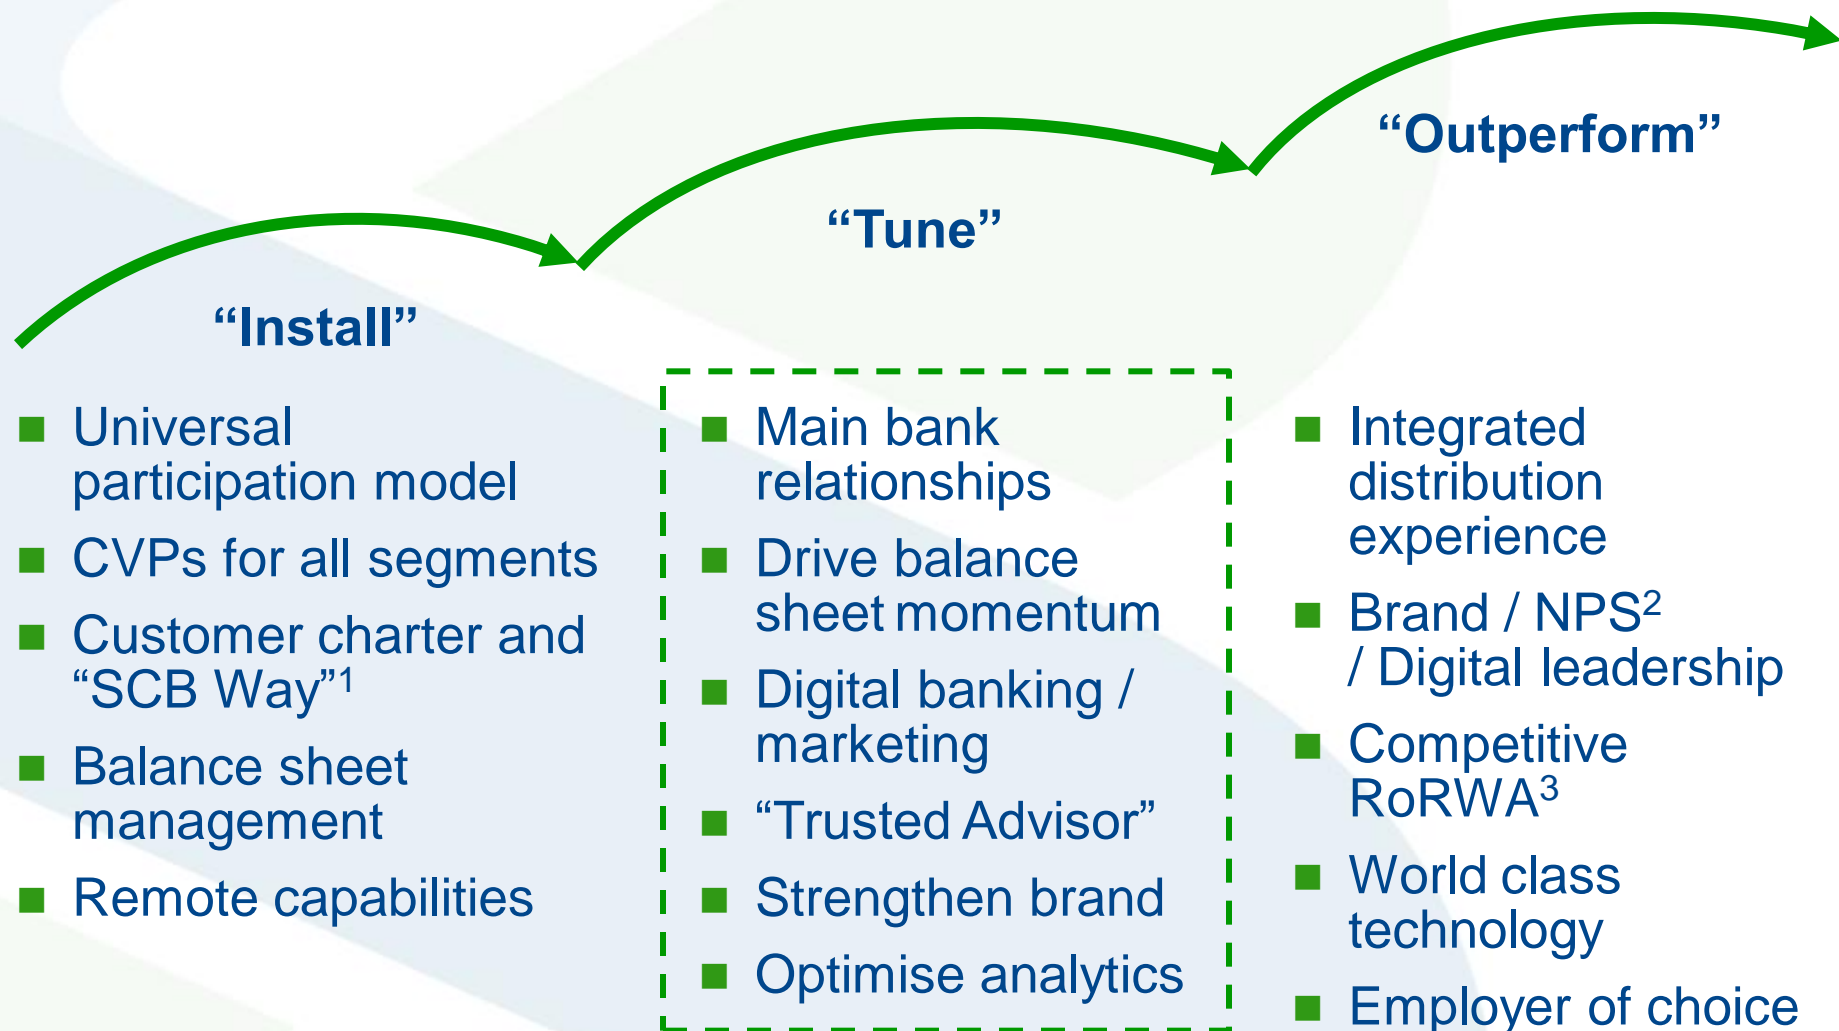 “Outperform”
“Tune”
“Install”
Universal
participation model
CVPs for all segments
Customer charter and
“SCB Way”1
Balance sheet
management
Remote capabilities
Main bank
relationships
Drive balance
sheet momentum
Digital banking /
marketing
“Trusted Advisor”
Strengthen brand
Optimise analytics
Integrated
distribution
experience
Brand / NPS2
/ Digital leadership
Competitive
RoRWA3
World class
technology
Employer of choice